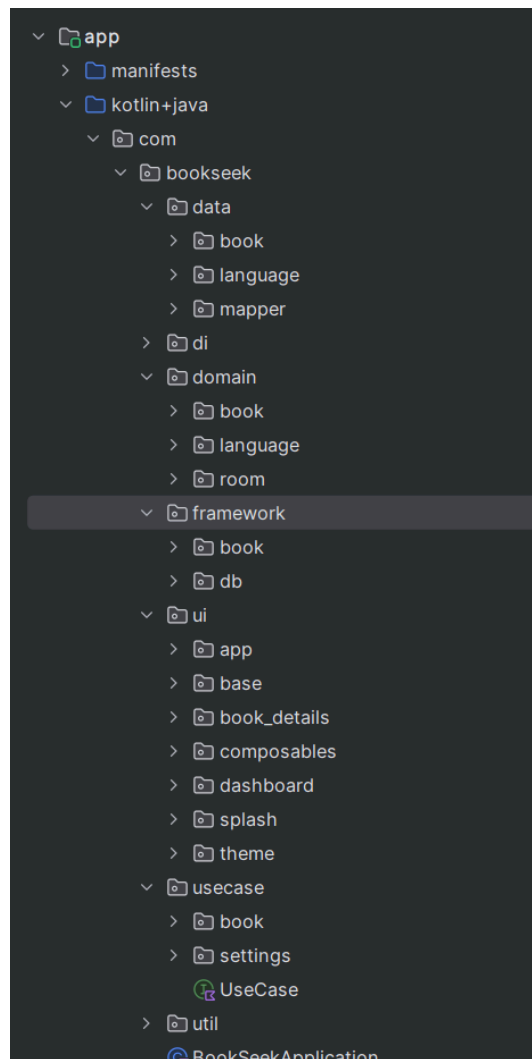 app
manifests
kotlin+java
com
bookseek
data
book
language
mapper
di
domain
book
language
room
framework
book
db
ui
app
base
book_details
composables
dashboard
splash
theme
usecase
book
settings
UseCase
util
BookSeekApplication